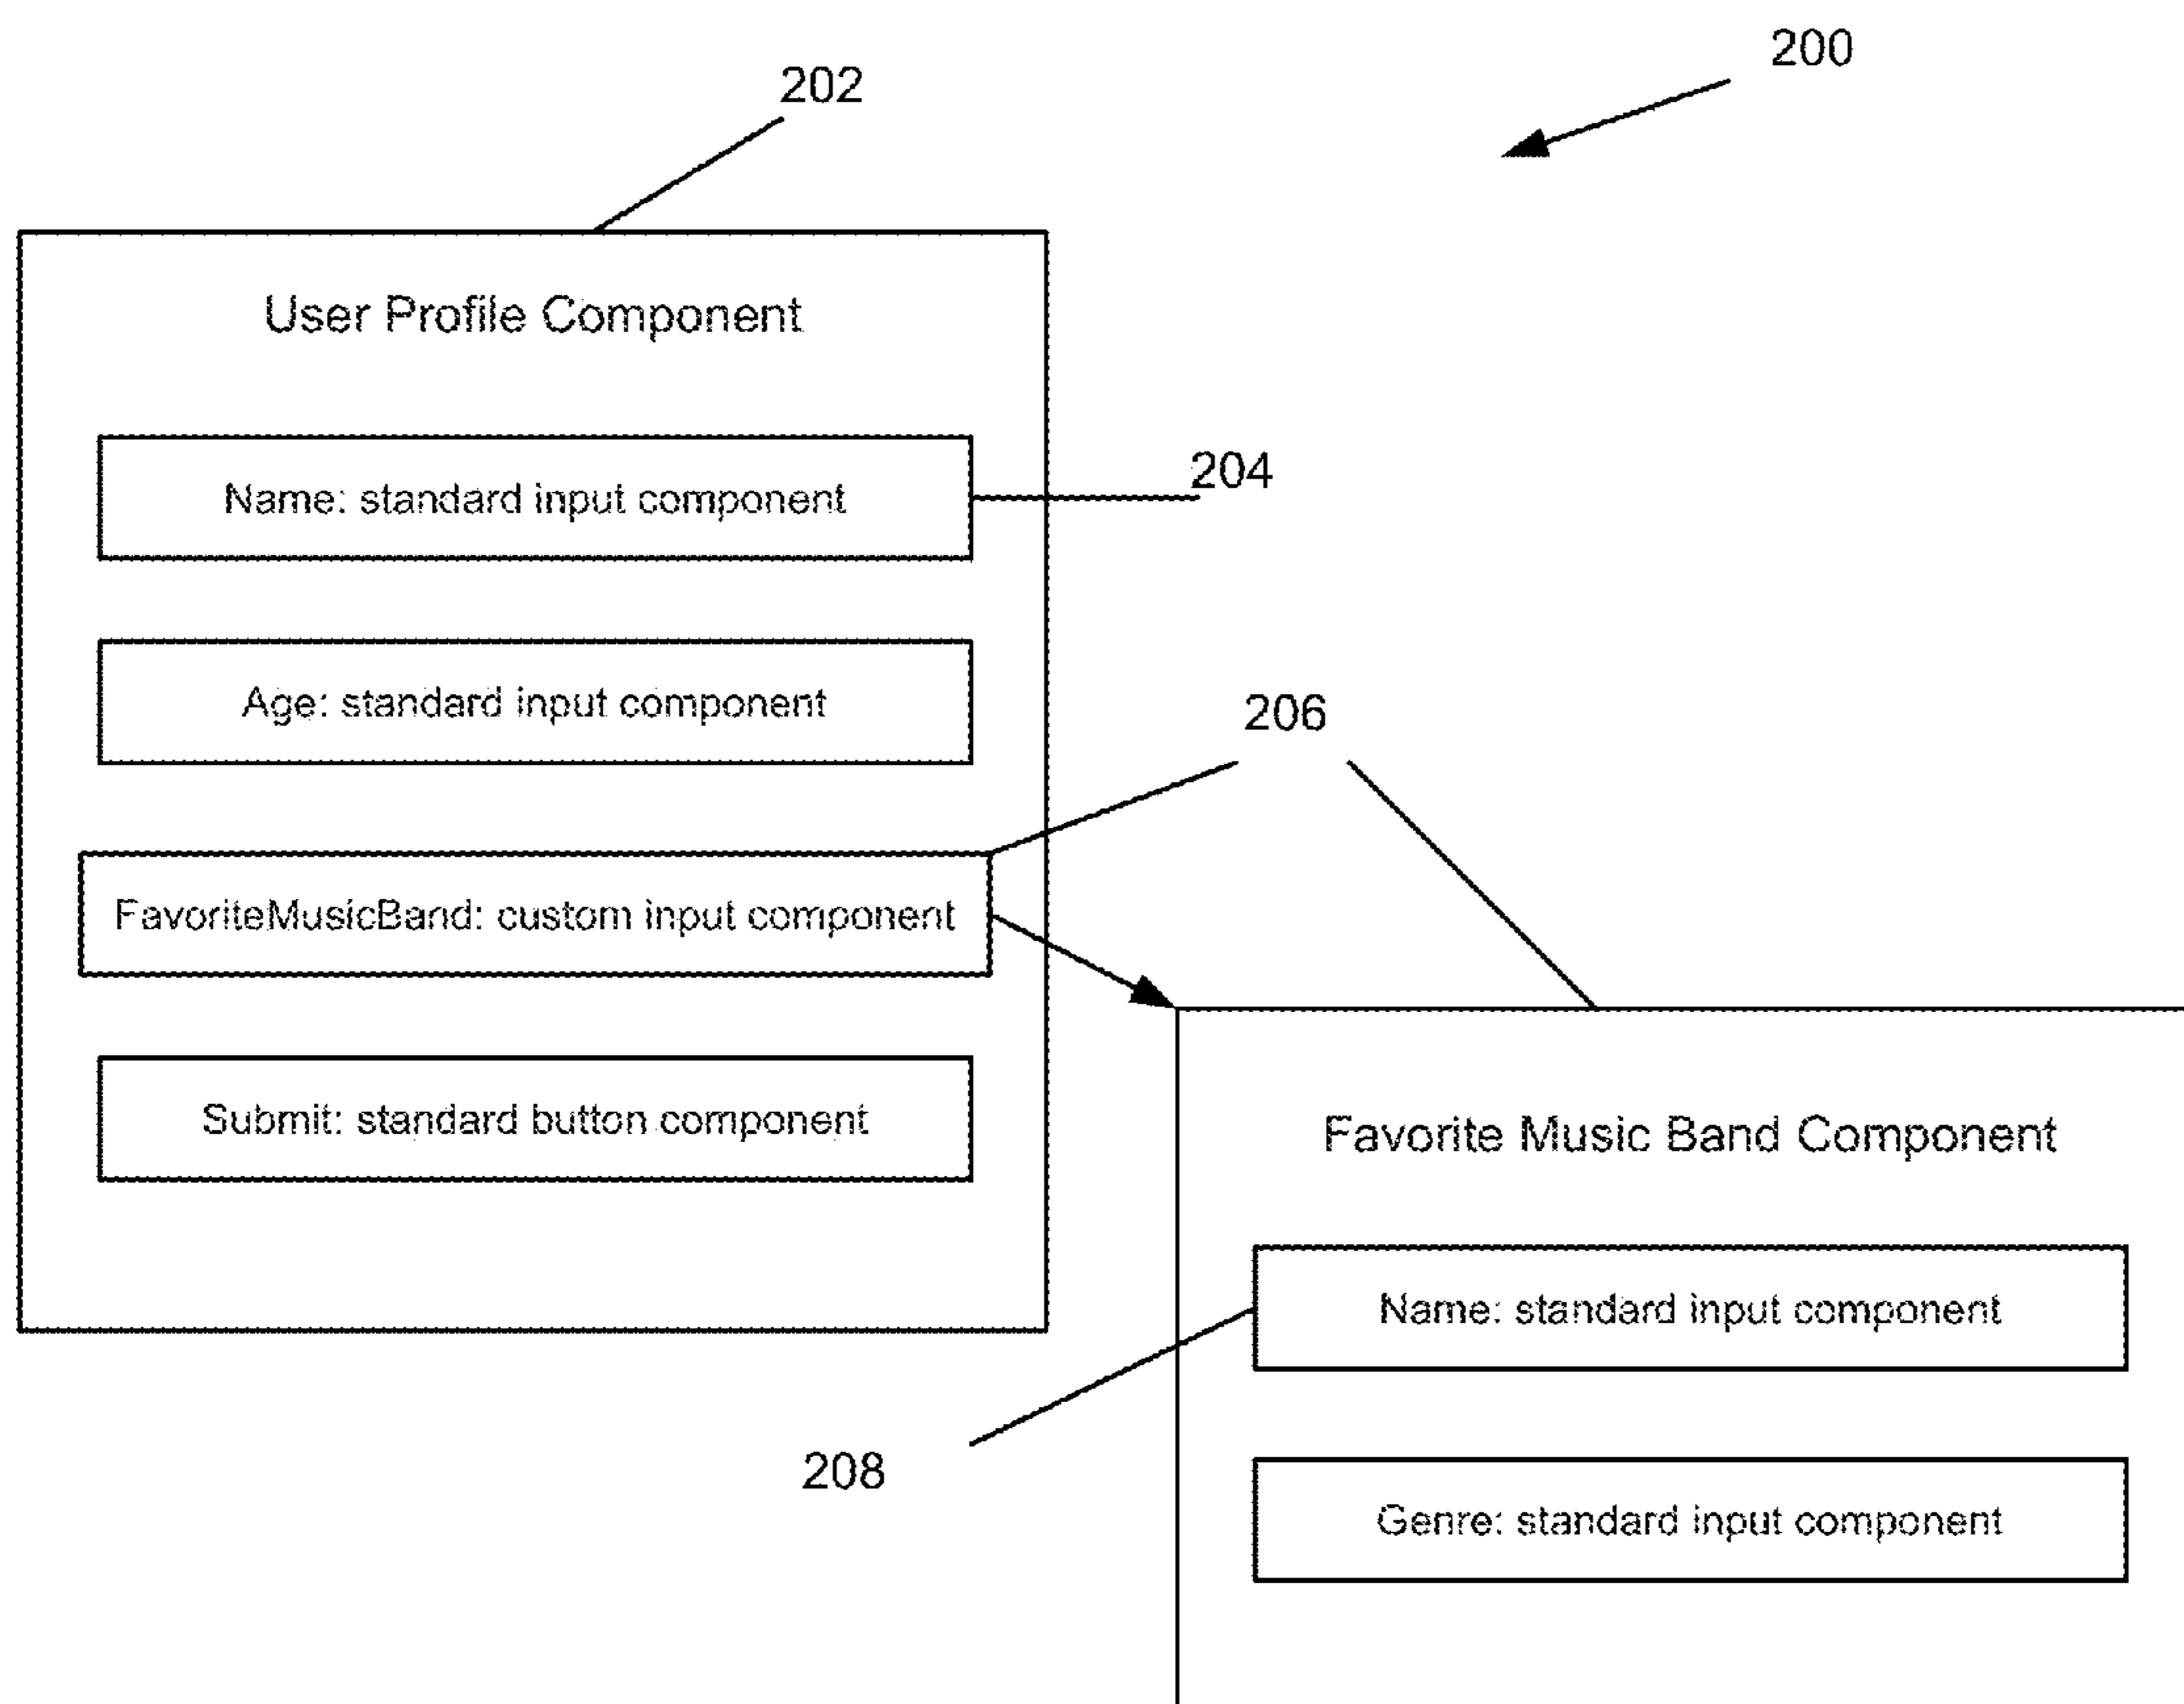 200
202
User Profile Component
Name: standard input component
204
Age: standard input component
206
FavoriteMusicBand: custom input component
Submit: standard button component
Favorite Music Band Component
Name: standard input component
208
Genre: standard input component